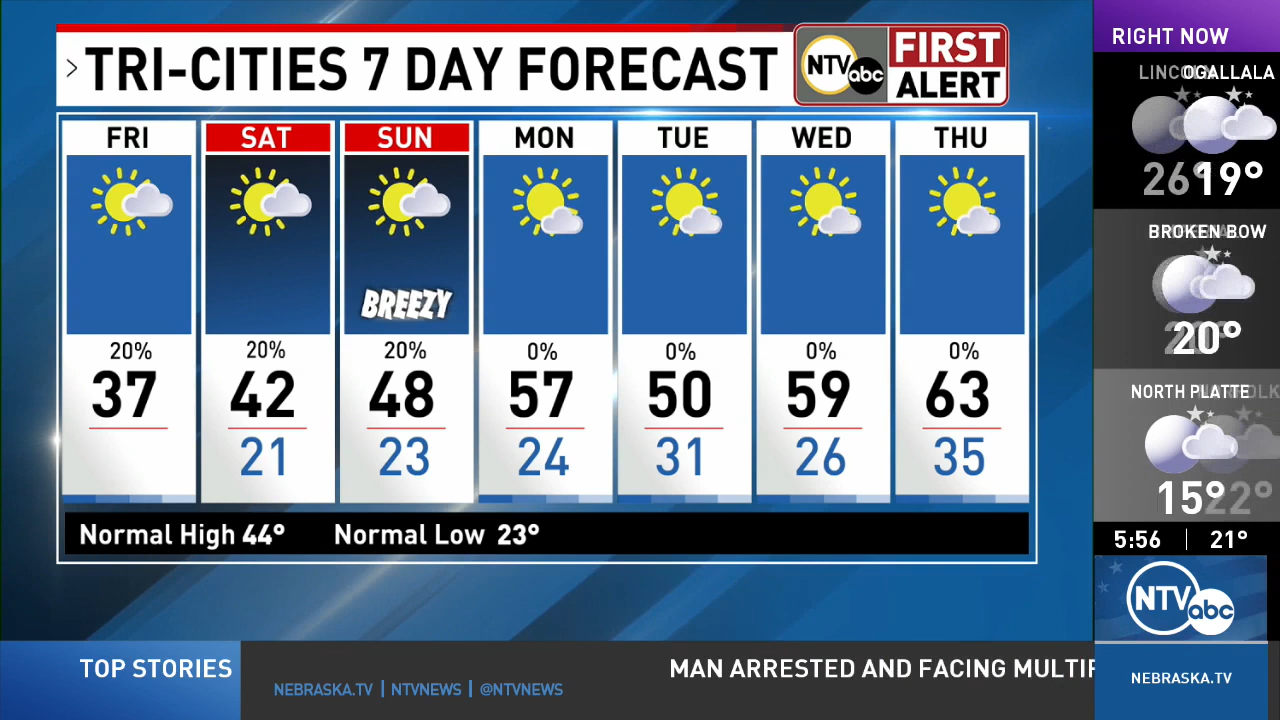 > TRI-CITIES 7 DAY FORECAST
NTV abc FIRST ALERT
FRI SAT SUN MON TUE WED THU
BREEZY
20% 20% 20% 0% 0% 0% 0%
37 42 48 57 50 59 63
21 23 24 31 26 35
Normal High 44° Normal Low 23°
RIGHT NOW
OGALLALA
26° 19°
BROKEN BOW
20°
NORTH PLATTE
15° 22°
5:56 | 21°
NTV abc
NEBRASKA.TV
TOP STORIES
MAN ARRESTED AND FACING
NEBRASKA.TV | NTVNEWS | @NTVNEWS